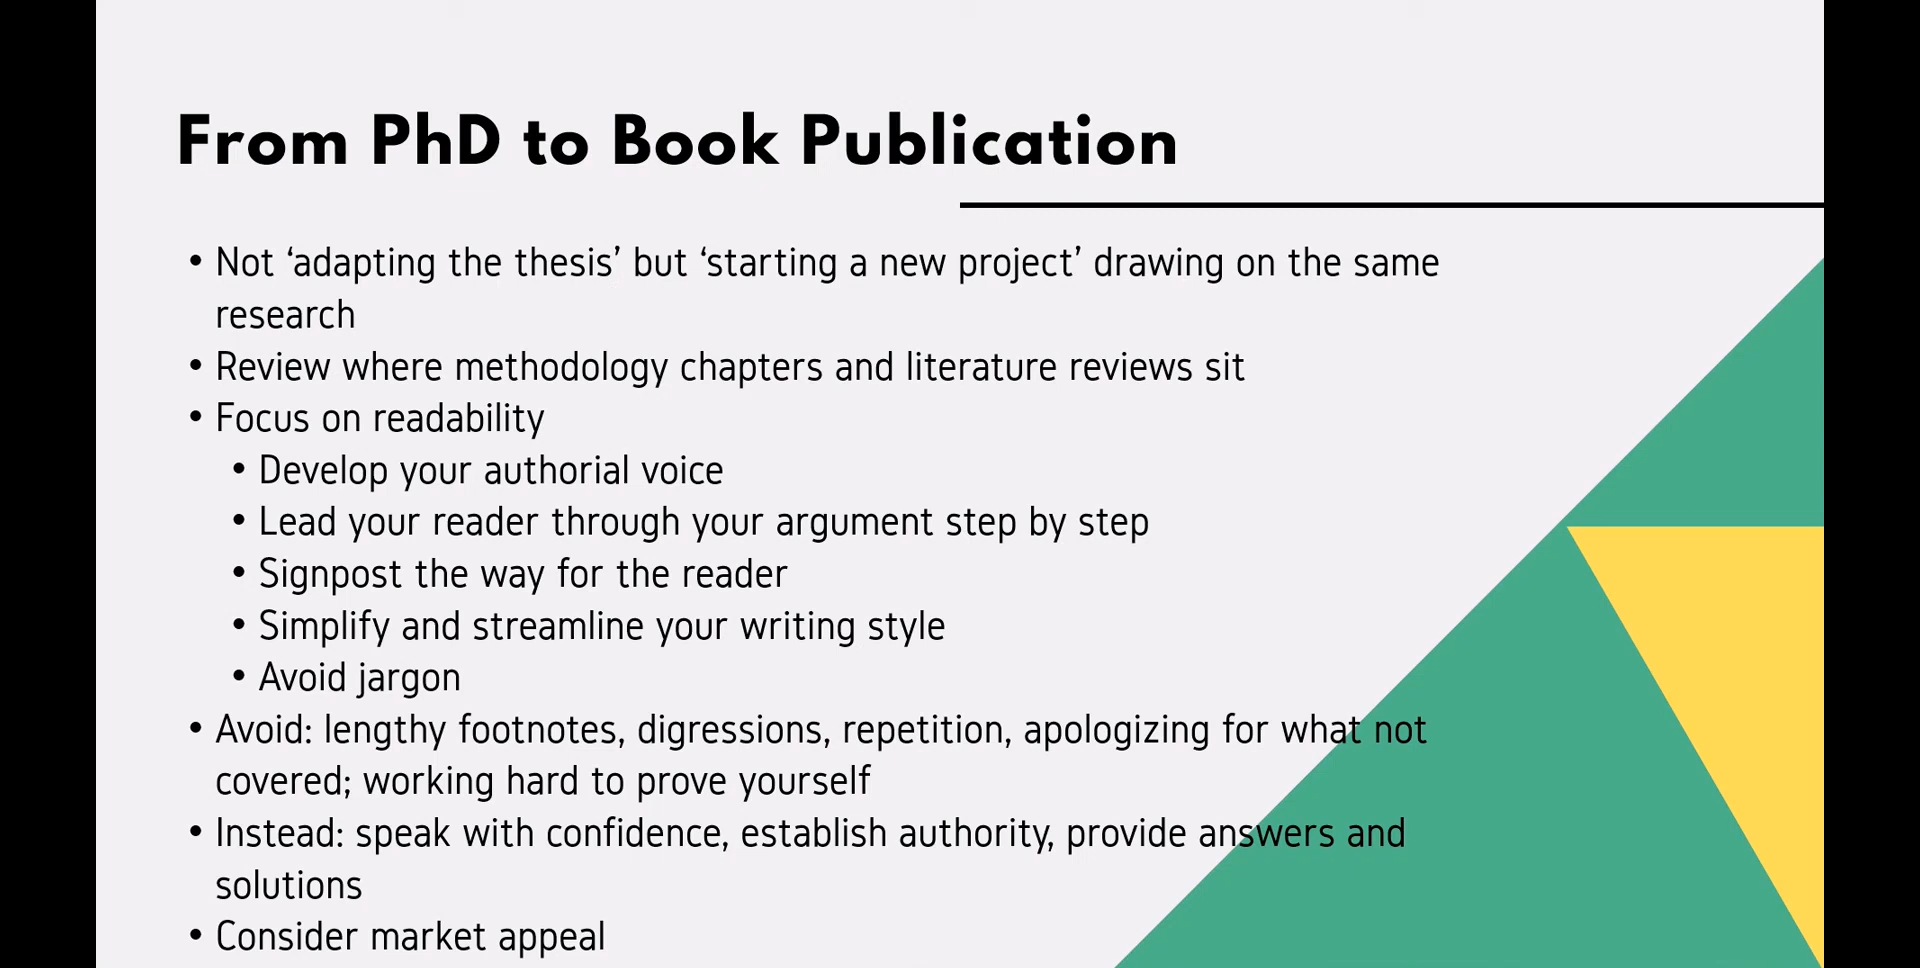 From PhD to Book Publication
• Not ‘adapting the thesis’ but ‘starting a new project’ drawing on the same
research
• Review where methodology chapters and literature reviews sit
• Focus on readability
• Develop your authorial voice
• Lead your reader through your argument step by step
• Signpost the way for the reader
• Simplify and streamline your writing style
• Avoid jargon
• Avoid: lengthy footnotes, digressions, repetition, apologizing for what not
covered; working hard to prove yourself
• Instead: speak with confidence, establish authority, provide answers and
solutions
• Consider market appeal